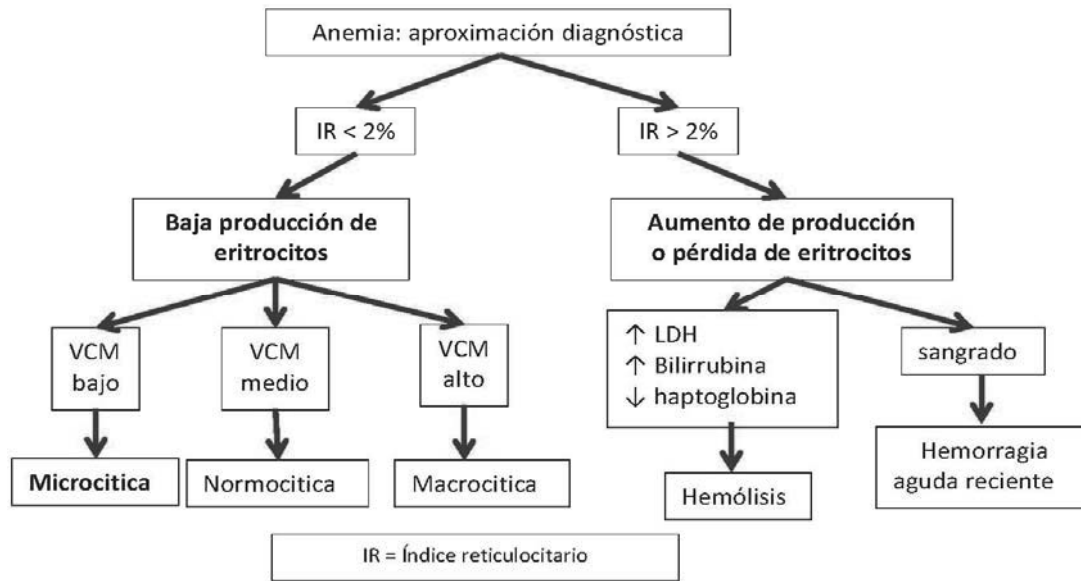 Anemia: aproximación diagnóstica
IR < 2%
IR > 2%
Baja producción de
eritrocitos
Aumento de producción
o pérdida de eritrocitos
VCM
bajo
VCM
medio
VCM
alto
↑ LDH
↑ Bilirrubina
↓ haptoglobina
sangrado
Microcitica
Normocitica
Macrocitica
Hemólisis
Hemorragia
aguda reciente
IR = Índice reticulocitario